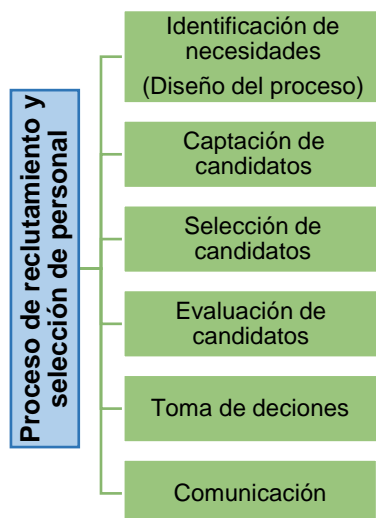 Proceso de reclutamiento y
selección de personal
Identificación de
necesidades
(Diseño del proceso)
Captación de
candidatos
Selección de
candidatos
Evaluación de
candidatos
Toma de deciones
Comunicación